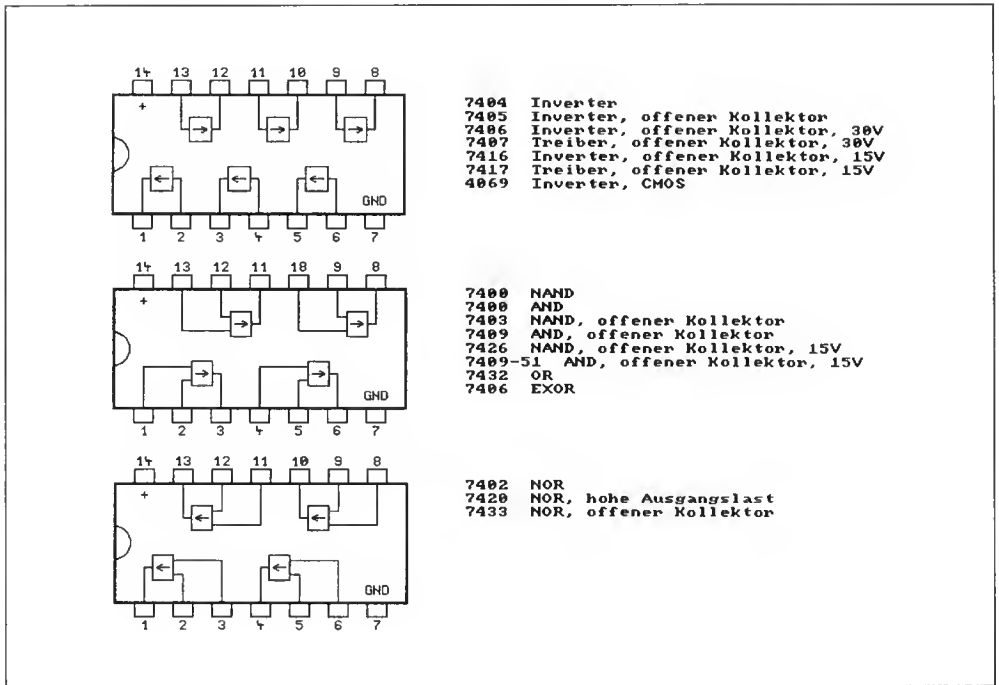 14 13 12 11 10 9 8
+
GND
1 2 3 4 5 6 7
7404 Inverter
7405 Inverter, offener Kollektor
7406 Inverter, offener Kollektor, 30V
7407 Treiber, offener Kollektor, 30V
7416 Inverter, offener Kollektor, 15V
7417 Treiber, offener Kollektor, 15V
4069 Inverter, CMOS
14 13 12 11 10 9 8
+
GND
1 2 3 4 5 6 7
7400 NAND
7400 AND
7403 NAND, offener Kollektor
7409 AND, offener Kollektor
7426 NAND, offener Kollektor, 15V
7409-51 AND, offener Kollektor, 15V
7432 OR
7406 EXOR
14 13 12 11 10 9 8
+
GND
1 2 3 4 5 6 7
7402 NOR
7420 NOR, hohe Ausgangslast
7433 NOR, offener Kollektor